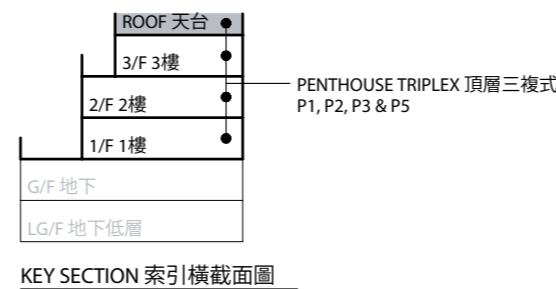 ROOF 天台
3/F 3樓
PENTHOUSE TRIPLEX 頂層三複式
P1, P2, P3 & P5
2/F 2樓
1/F 1樓
G/F 地下
LG/F 地下低層
KEY SECTION 索引橫截面圖